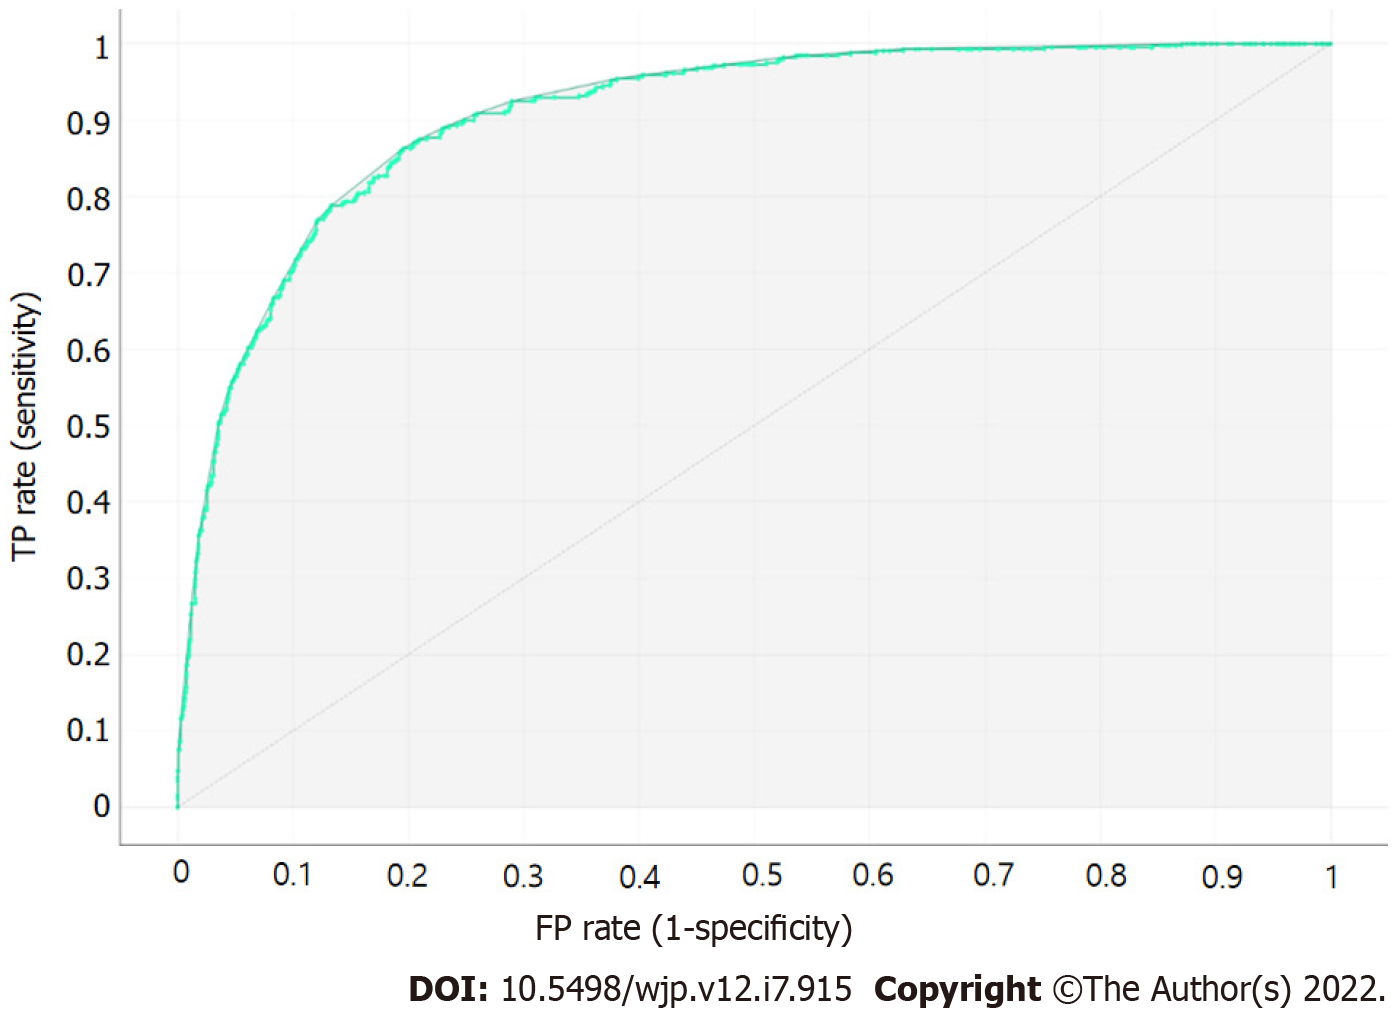 TP rate (sensitivity)
1
0.9
0.8
0.7
0.6
0.5
0.4
0.3
0.2
0.1
0
0 0.1 0.2 0.3 0.4 0.5 0.6 0.7 0.8 0.9 1
FP rate (1-specificity)
DOI: 10.5498/wjp.v12.i7.915 Copyright ©The Author(s) 2022.